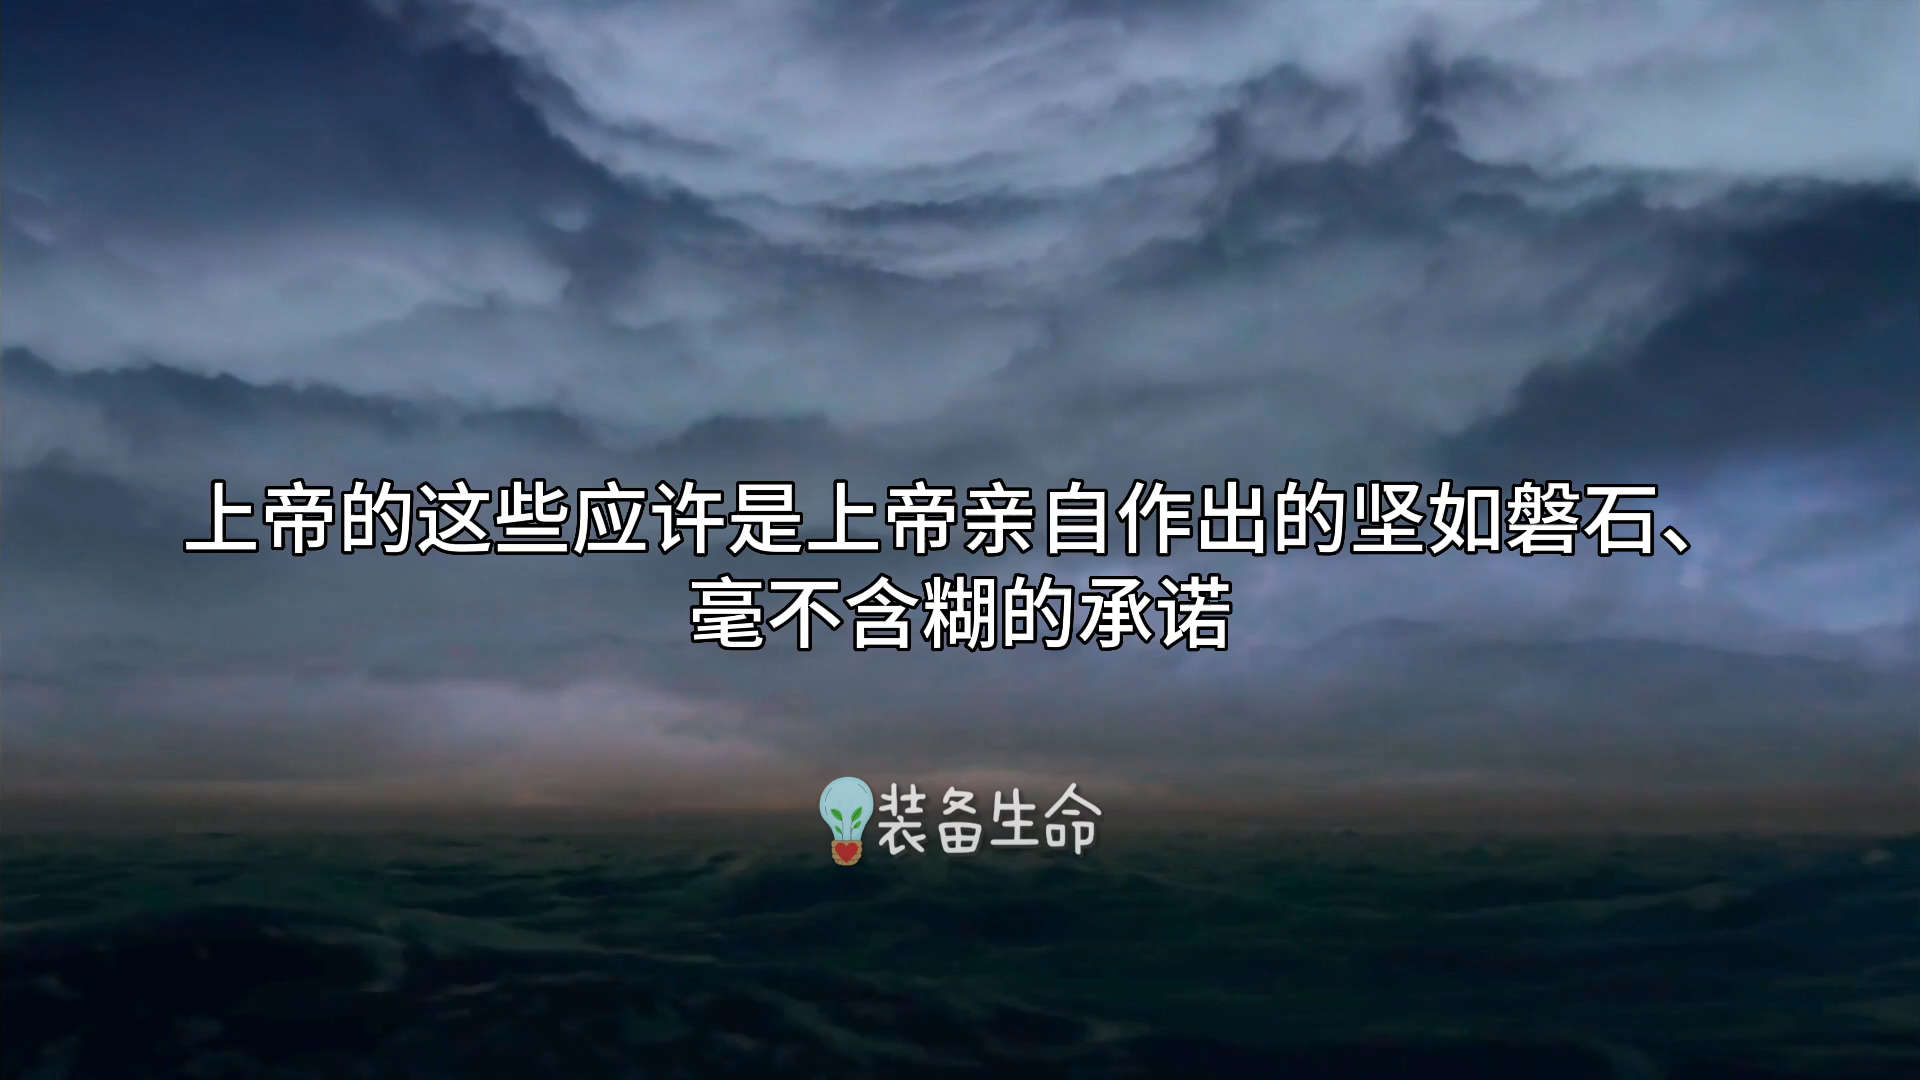 上帝的这些应许是上帝亲自作出的坚如磐石、
毫不含糊的承诺
装备生命